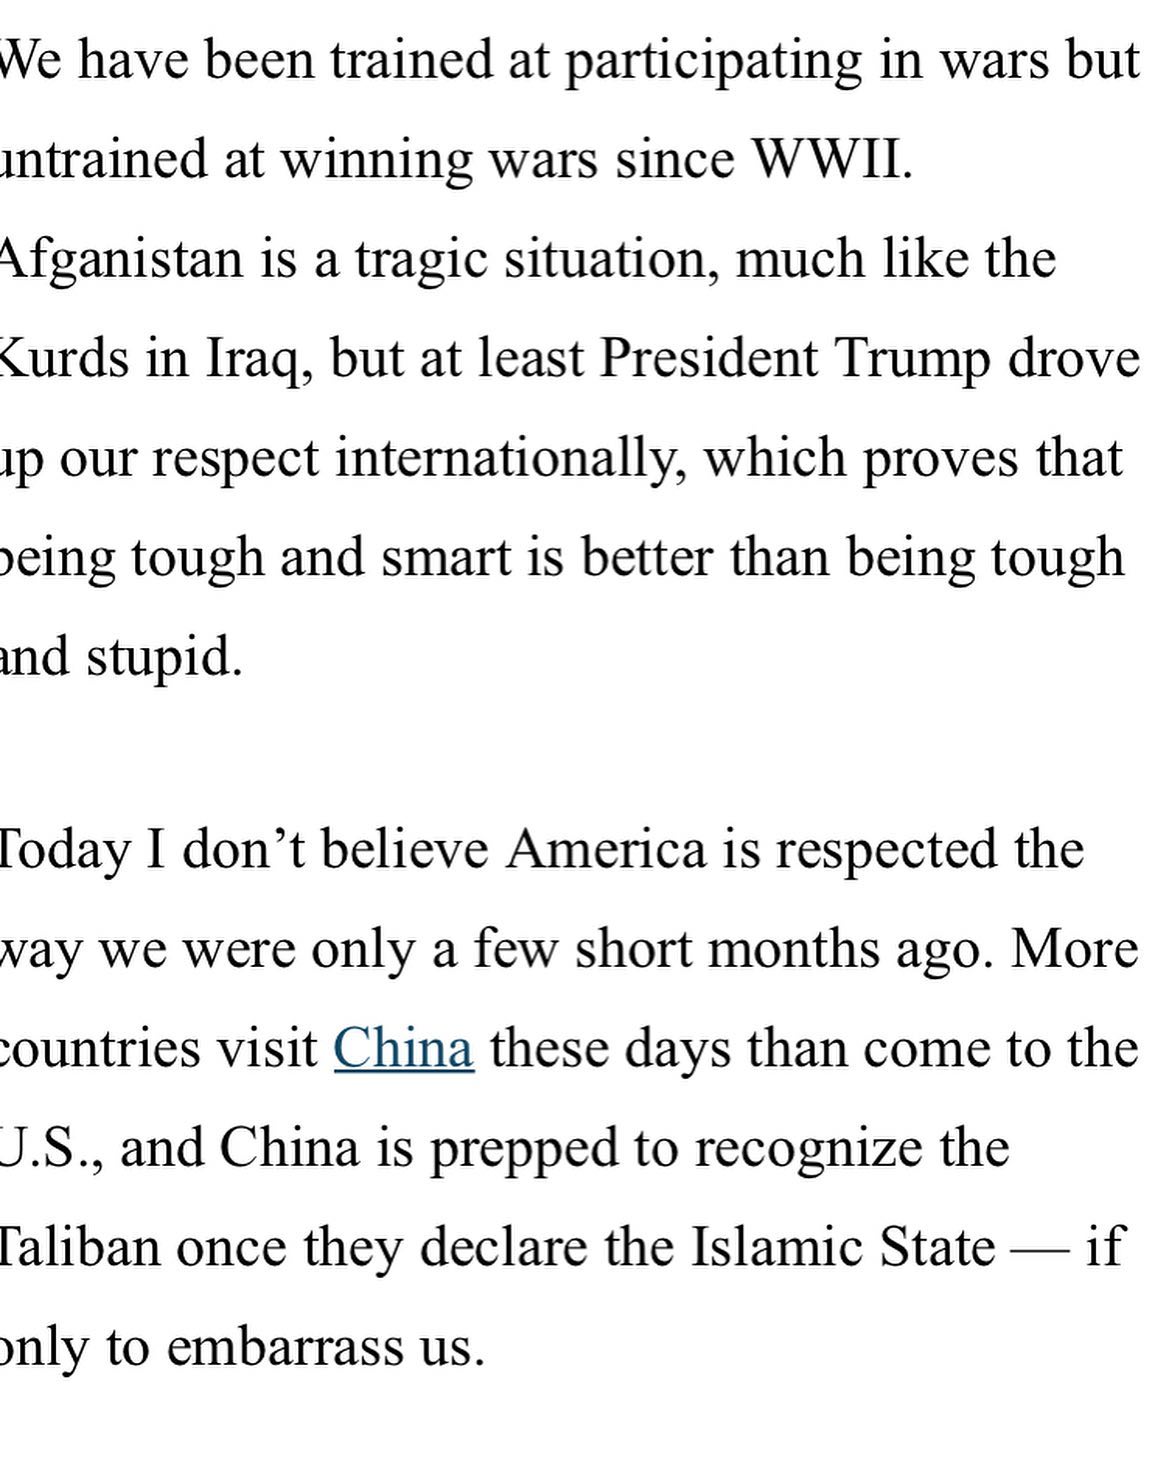 We have been trained at participating in wars but
untrained at winning wars since WWII.
Afganistan is a tragic situation, much like the
Kurds in Iraq, but at least President Trump drove
up our respect internationally, which proves that
being tough and smart is better than being tough
and stupid.
Today I don’t believe America is respected the
way we were only a few short months ago. More
countries visit China these days than come to the
U.S., and China is prepped to recognize the
Taliban once they declare the Islamic State — if
only to embarrass us.